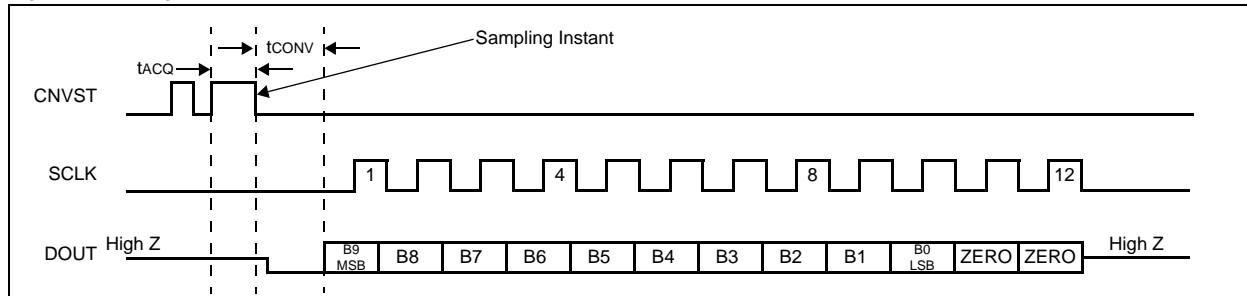 tCONV
Sampling Instant
tACQ
CNVST
SCLK
1
4
8
12
DOUT
High Z
B9
MSB
B8
B7
B6
B5
B4
B3
B2
B1
B0
LSB
ZERO
ZERO
High Z